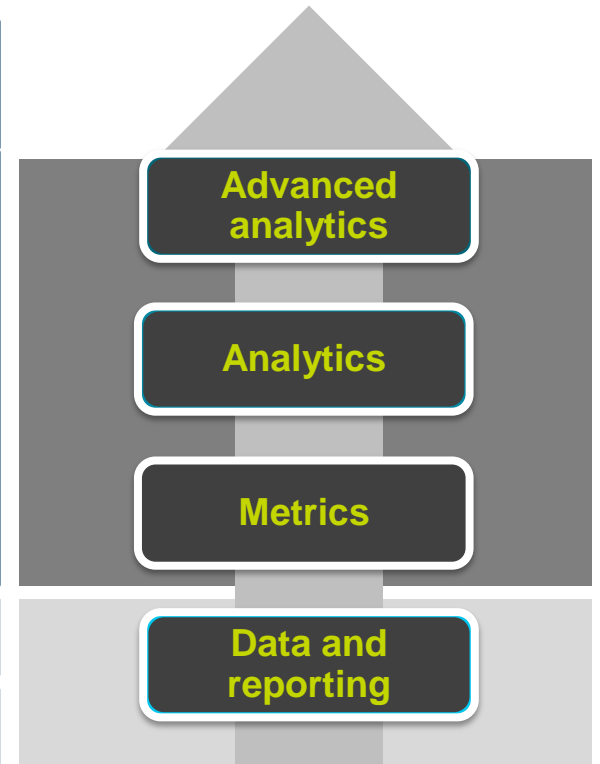 Advanced
analytics
Analytics
Metrics
Data and
reporting